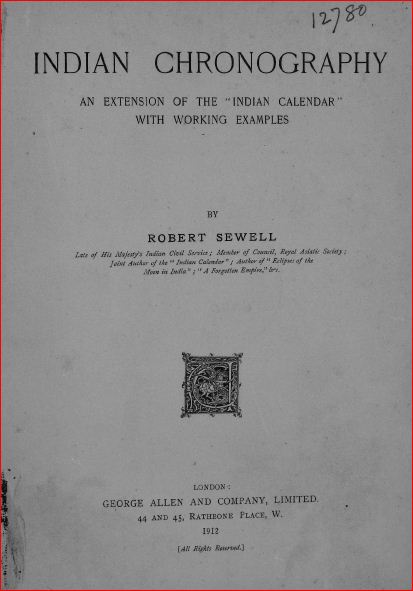 12780
INDIAN CHRONOGRAPHY
AN EXTENSION OF THE "INDIAN CALENDAR"
WITH WORKING EXAMPLES
BY
ROBERT SEWELL
Late of His Majesty's Indian Civil Service; Member of Council, Royal Asiatic Society;
Joint Author of the "Indian Calendar"; Author of "Eclipses of the
Moon in India"; "A Forgotten Empire," &c.
LONDON:
GEORGE ALLEN AND COMPANY, LIMITED.
44 AND 45, RATHBONE PLACE, W.
1912
[All Rights Reserved.]